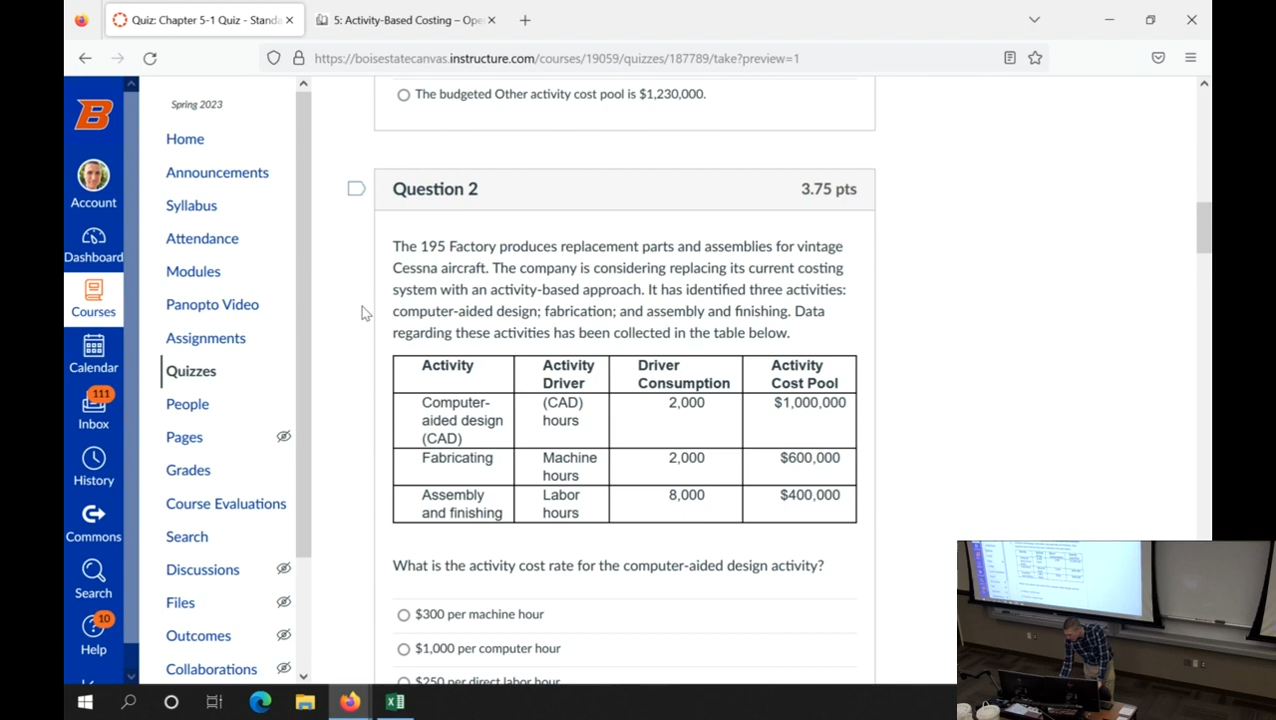 Quiz: Chapter 5-1 Quiz - Standa
5: Activity-Based Costing – Ope
https://boisestatecanvas.instructure.com/courses/19059/quizzes/187789/take?preview=1
B
Account
Dashboard
Courses
Calendar
111
Inbox
History
Commons
Search
10
Help
Spring 2023
Home
Announcements
Syllabus
Attendance
Modules
Panopto Video
Assignments
Quizzes
People
Pages
Grades
Course Evaluations
Search
Discussions
Files
Outcomes
Collaborations
The budgeted Other activity cost pool is $1,230,000.
Question 2
3.75 pts
The 195 Factory produces replacement parts and assemblies for vintage
Cessna aircraft. The company is considering replacing its current costing
system with an activity-based approach. It has identified three activities:
computer-aided design; fabrication; and assembly and finishing. Data
regarding these activities has been collected in the table below.
Activity Activity Driver Activity
Driver Consumption Cost Pool
Computer- (CAD) 2,000 $1,000,000
aided design hours
(CAD)
Fabricating Machine 2,000 $600,000
hours
Assembly Labor 8,000 $400,000
and finishing hours
What is the activity cost rate for the computer-aided design activity?
$300 per machine hour
$1,000 per computer hour
$250 per direct labor hour